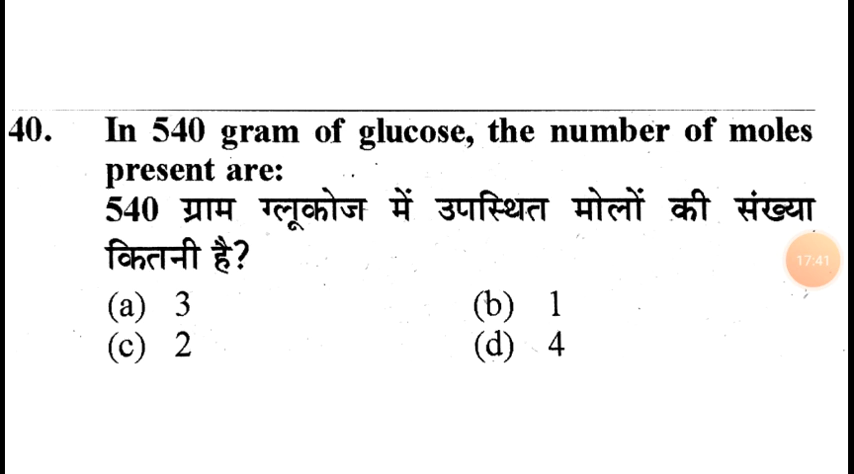 40. In 540 gram of glucose, the number of moles
present are:
540 ग्राम ग्लूकोज में उपस्थित मोलों की संख्या
कितनी है?
17:41
(a) 3 (b) 1
(c) 2 (d) 4